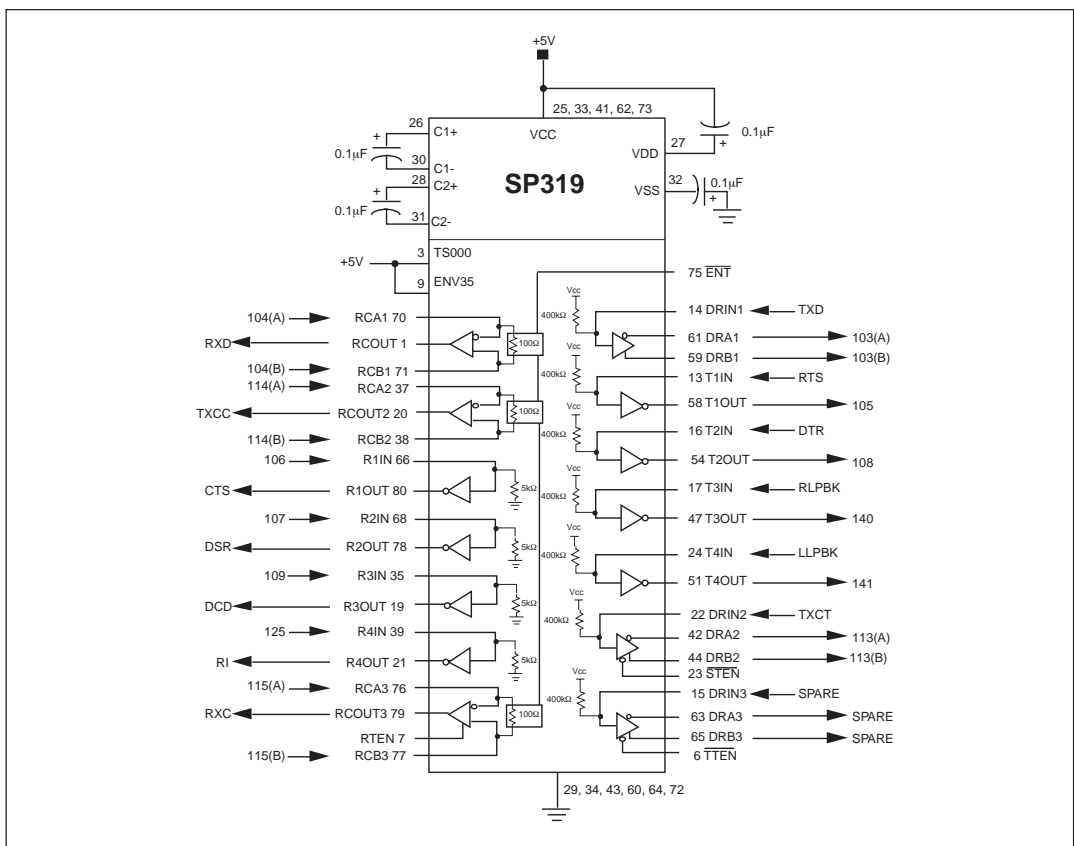 +5V
25, 33, 41, 62, 73
26 C1+ VCC 27 0.1µF
+ 0.1µF 30 C1- VDD +
28 C2+ SP319 32 0.1µF
+ 0.1µF VSS +
31 C2-
3 TS000
+5V
9 ENV35
75 ENT
Vcc
104(A) RCA1 70 400kΩ 14 DRIN1 TXD
RXD RCOUT 1 100Ω 61 DRA1 103(A)
104(B) RCB1 71 Vcc 59 DRB1 103(B)
114(A) RCA2 37 400kΩ 13 T1IN RTS
TXCC RCOUT2 20 100Ω 58 T1OUT 105
Vcc
114(B) RCB2 38 400kΩ 16 T2IN DTR
106 R1IN 66 54 T2OUT 108
Vcc
CTS R1OUT 80 5kΩ 400kΩ 17 T3IN RLPBK
107 R2IN 68 47 T3OUT 140
Vcc
DSR R2OUT 78 5kΩ 400kΩ 24 T4IN LLPBK
109 R3IN 35 51 T4OUT 141
Vcc
DCD R3OUT 19 5kΩ 400kΩ 22 DRIN2 TXCT
125 R4IN 39 42 DRA2 113(A)
RI R4OUT 21 5kΩ 44 DRB2 113(B)
23 STEN
Vcc
115(A) RCA3 76 400kΩ 15 DRIN3 SPARE
RXC RCOUT3 79 100Ω 63 DRA3 SPARE
RTEN 7 65 DRB3 SPARE
115(B) RCB3 77 6 TTEN
29, 34, 43, 60, 64, 72